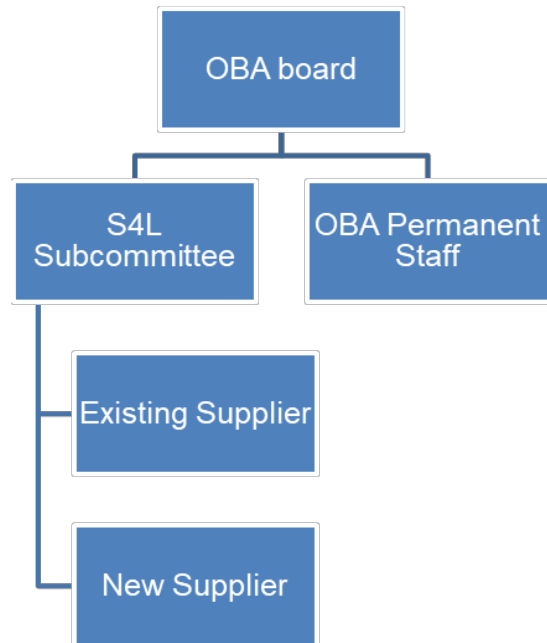 OBA board
S4L
Subcommittee
OBA Permanent
Staff
Existing Supplier
New Supplier